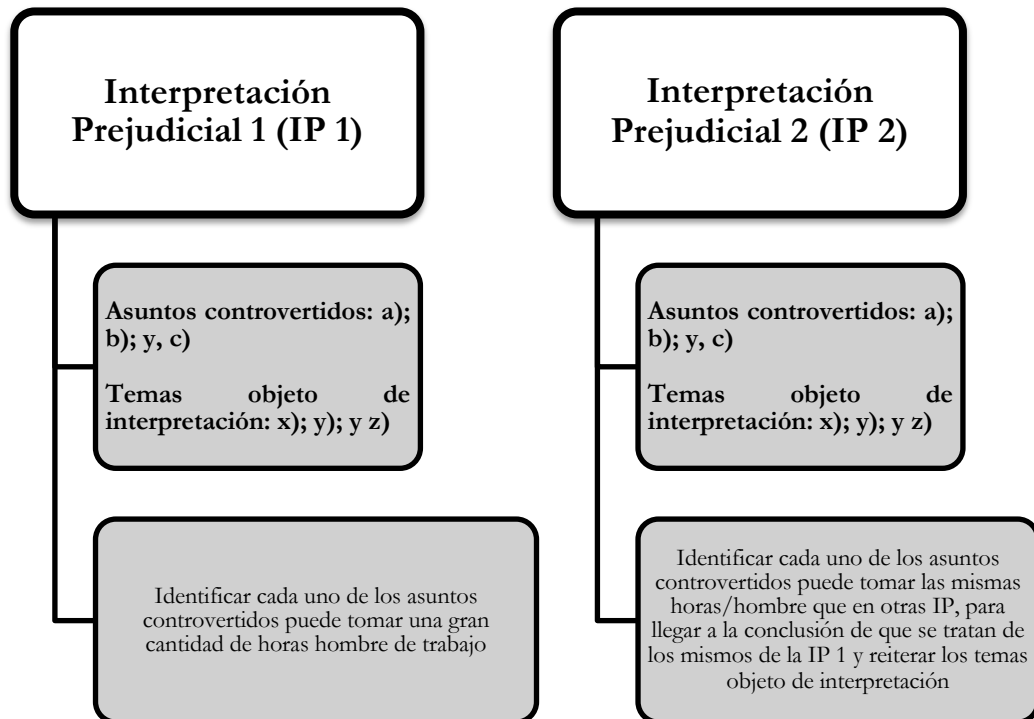 Interpretación
Prejudicial 1 (IP 1)
Asuntos controvertidos: a);
b); y, c)
Temas objeto de
interpretación: x); y); y z)
Identificar cada uno de los asuntos
controvertidos puede tomar una gran
cantidad de horas hombre de trabajo
Interpretación
Prejudicial 2 (IP 2)
Asuntos controvertidos: a);
b); y, c)
Temas objeto de
interpretación: x); y); y z)
Identificar cada uno de los asuntos
controvertidos puede tomar las mismas
horas/hombre que en otras IP, para
llegar a la conclusión de que se tratan de
los mismos de la IP 1 y reiterar los temas
objeto de interpretación